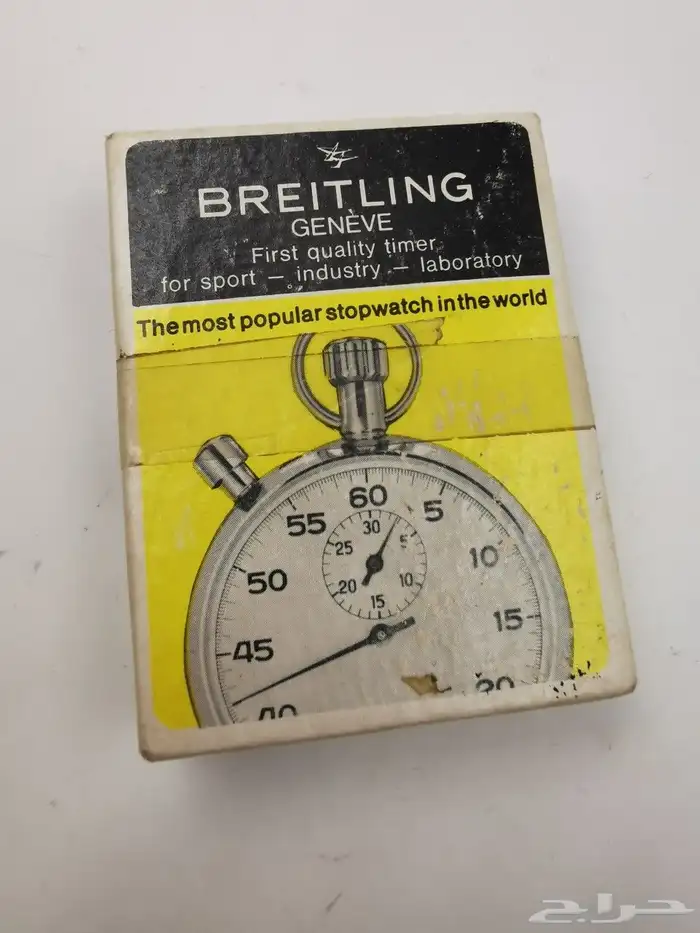 BREITLING
GENÈVE
First quality timer
for sport — industry — laboratory
The most popular stopwatch in the world
60
55
5
30
25
5
50
10
20
10
15
15
45
40
20
حراج